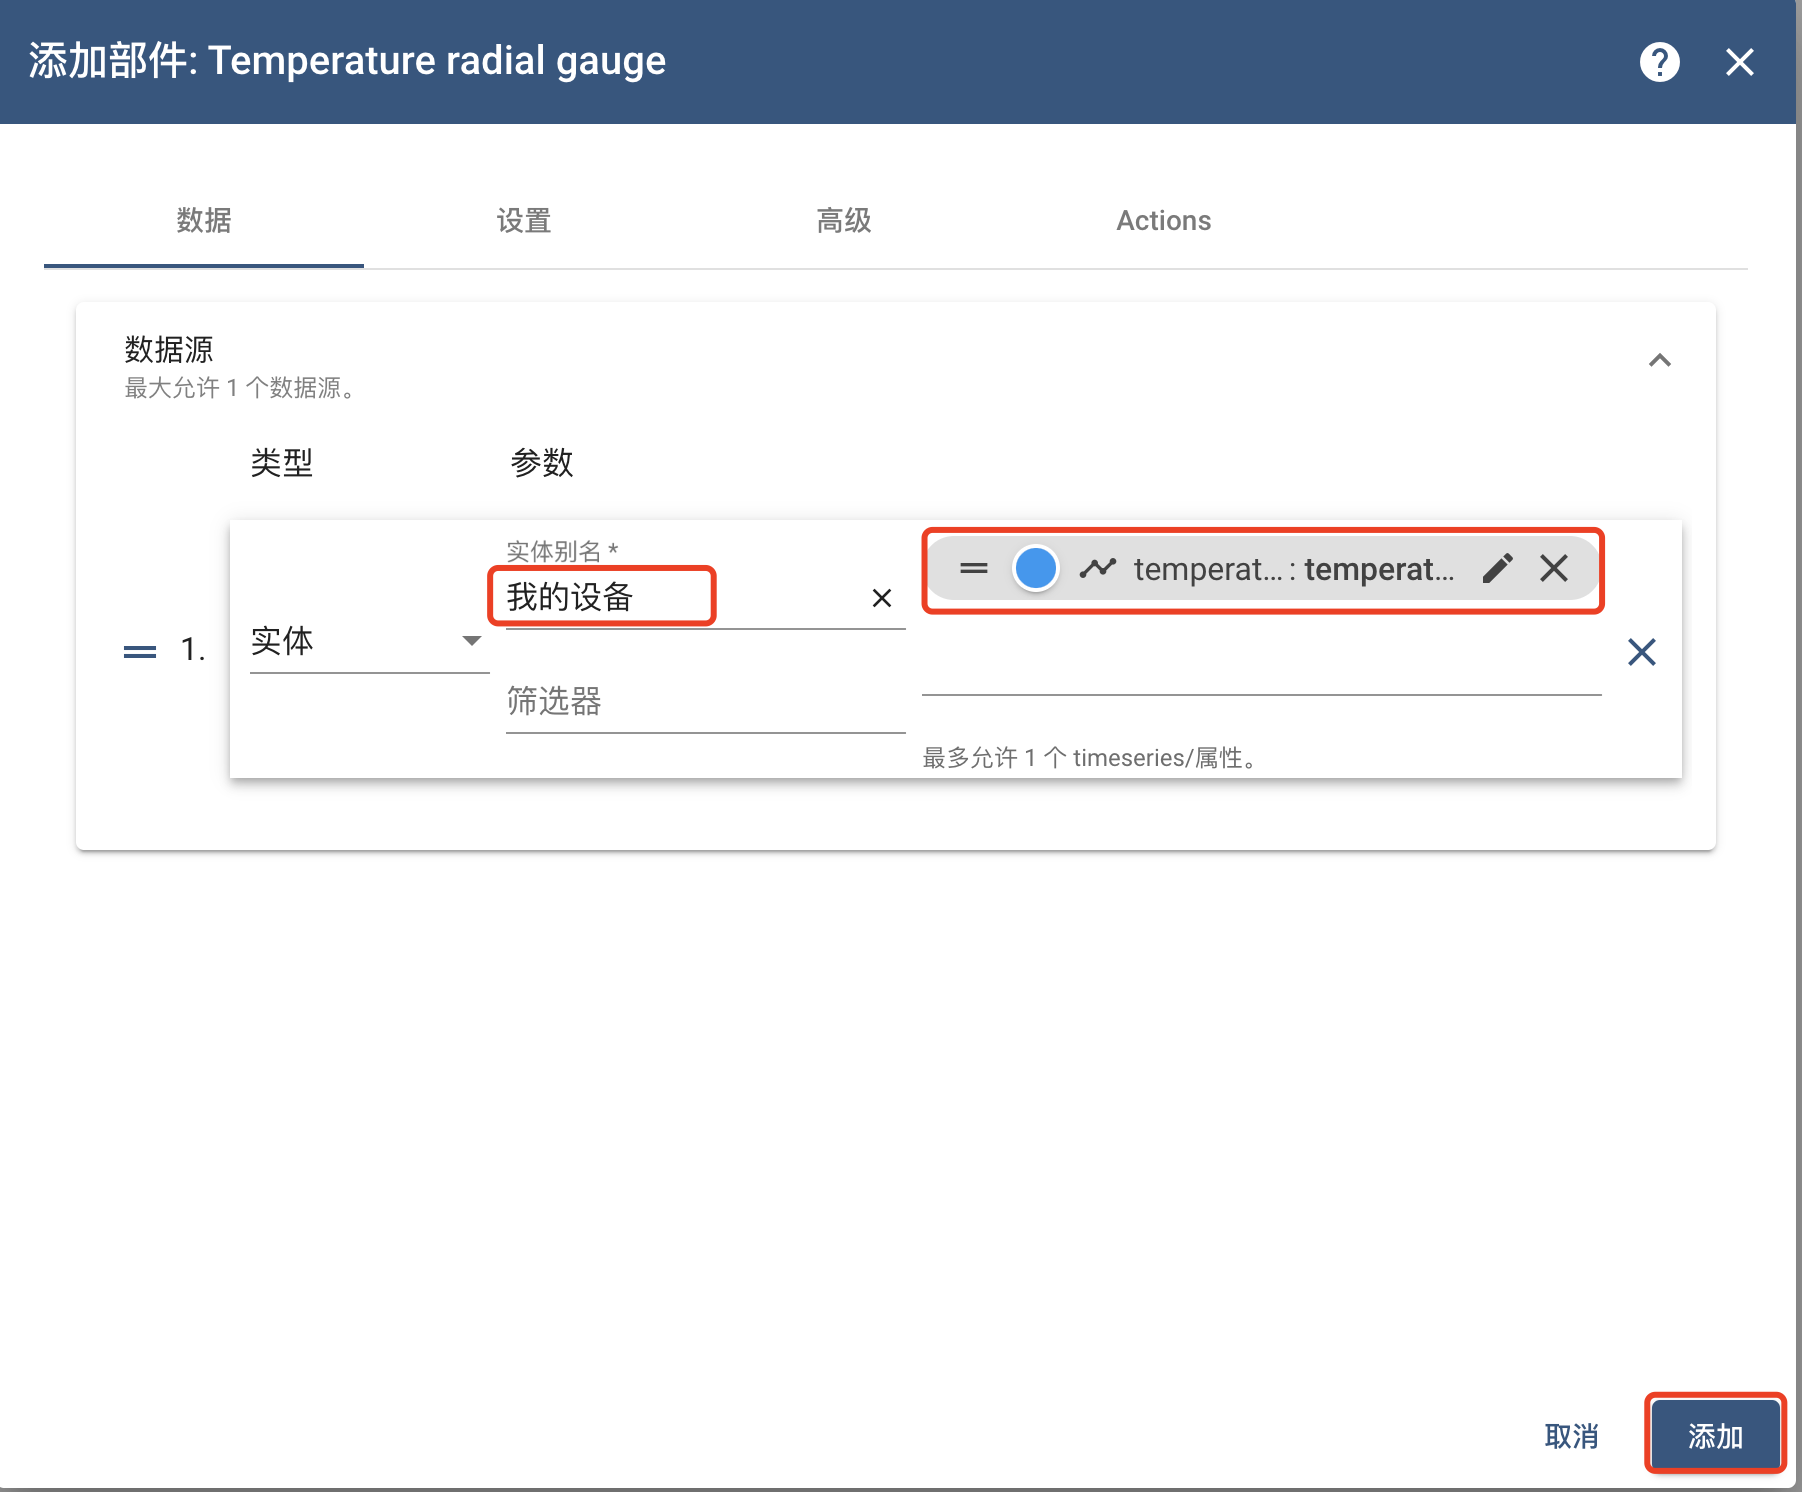 添加部件: Temperature radial gauge
数据
设置
高级
Actions
数据源
最大允许 1 个数据源。
类型
参数
1.
实体
实体别名 *
我的设备
筛选器
temperat... : temperat...
最多允许 1 个 timeseries/属性。
取消
添加